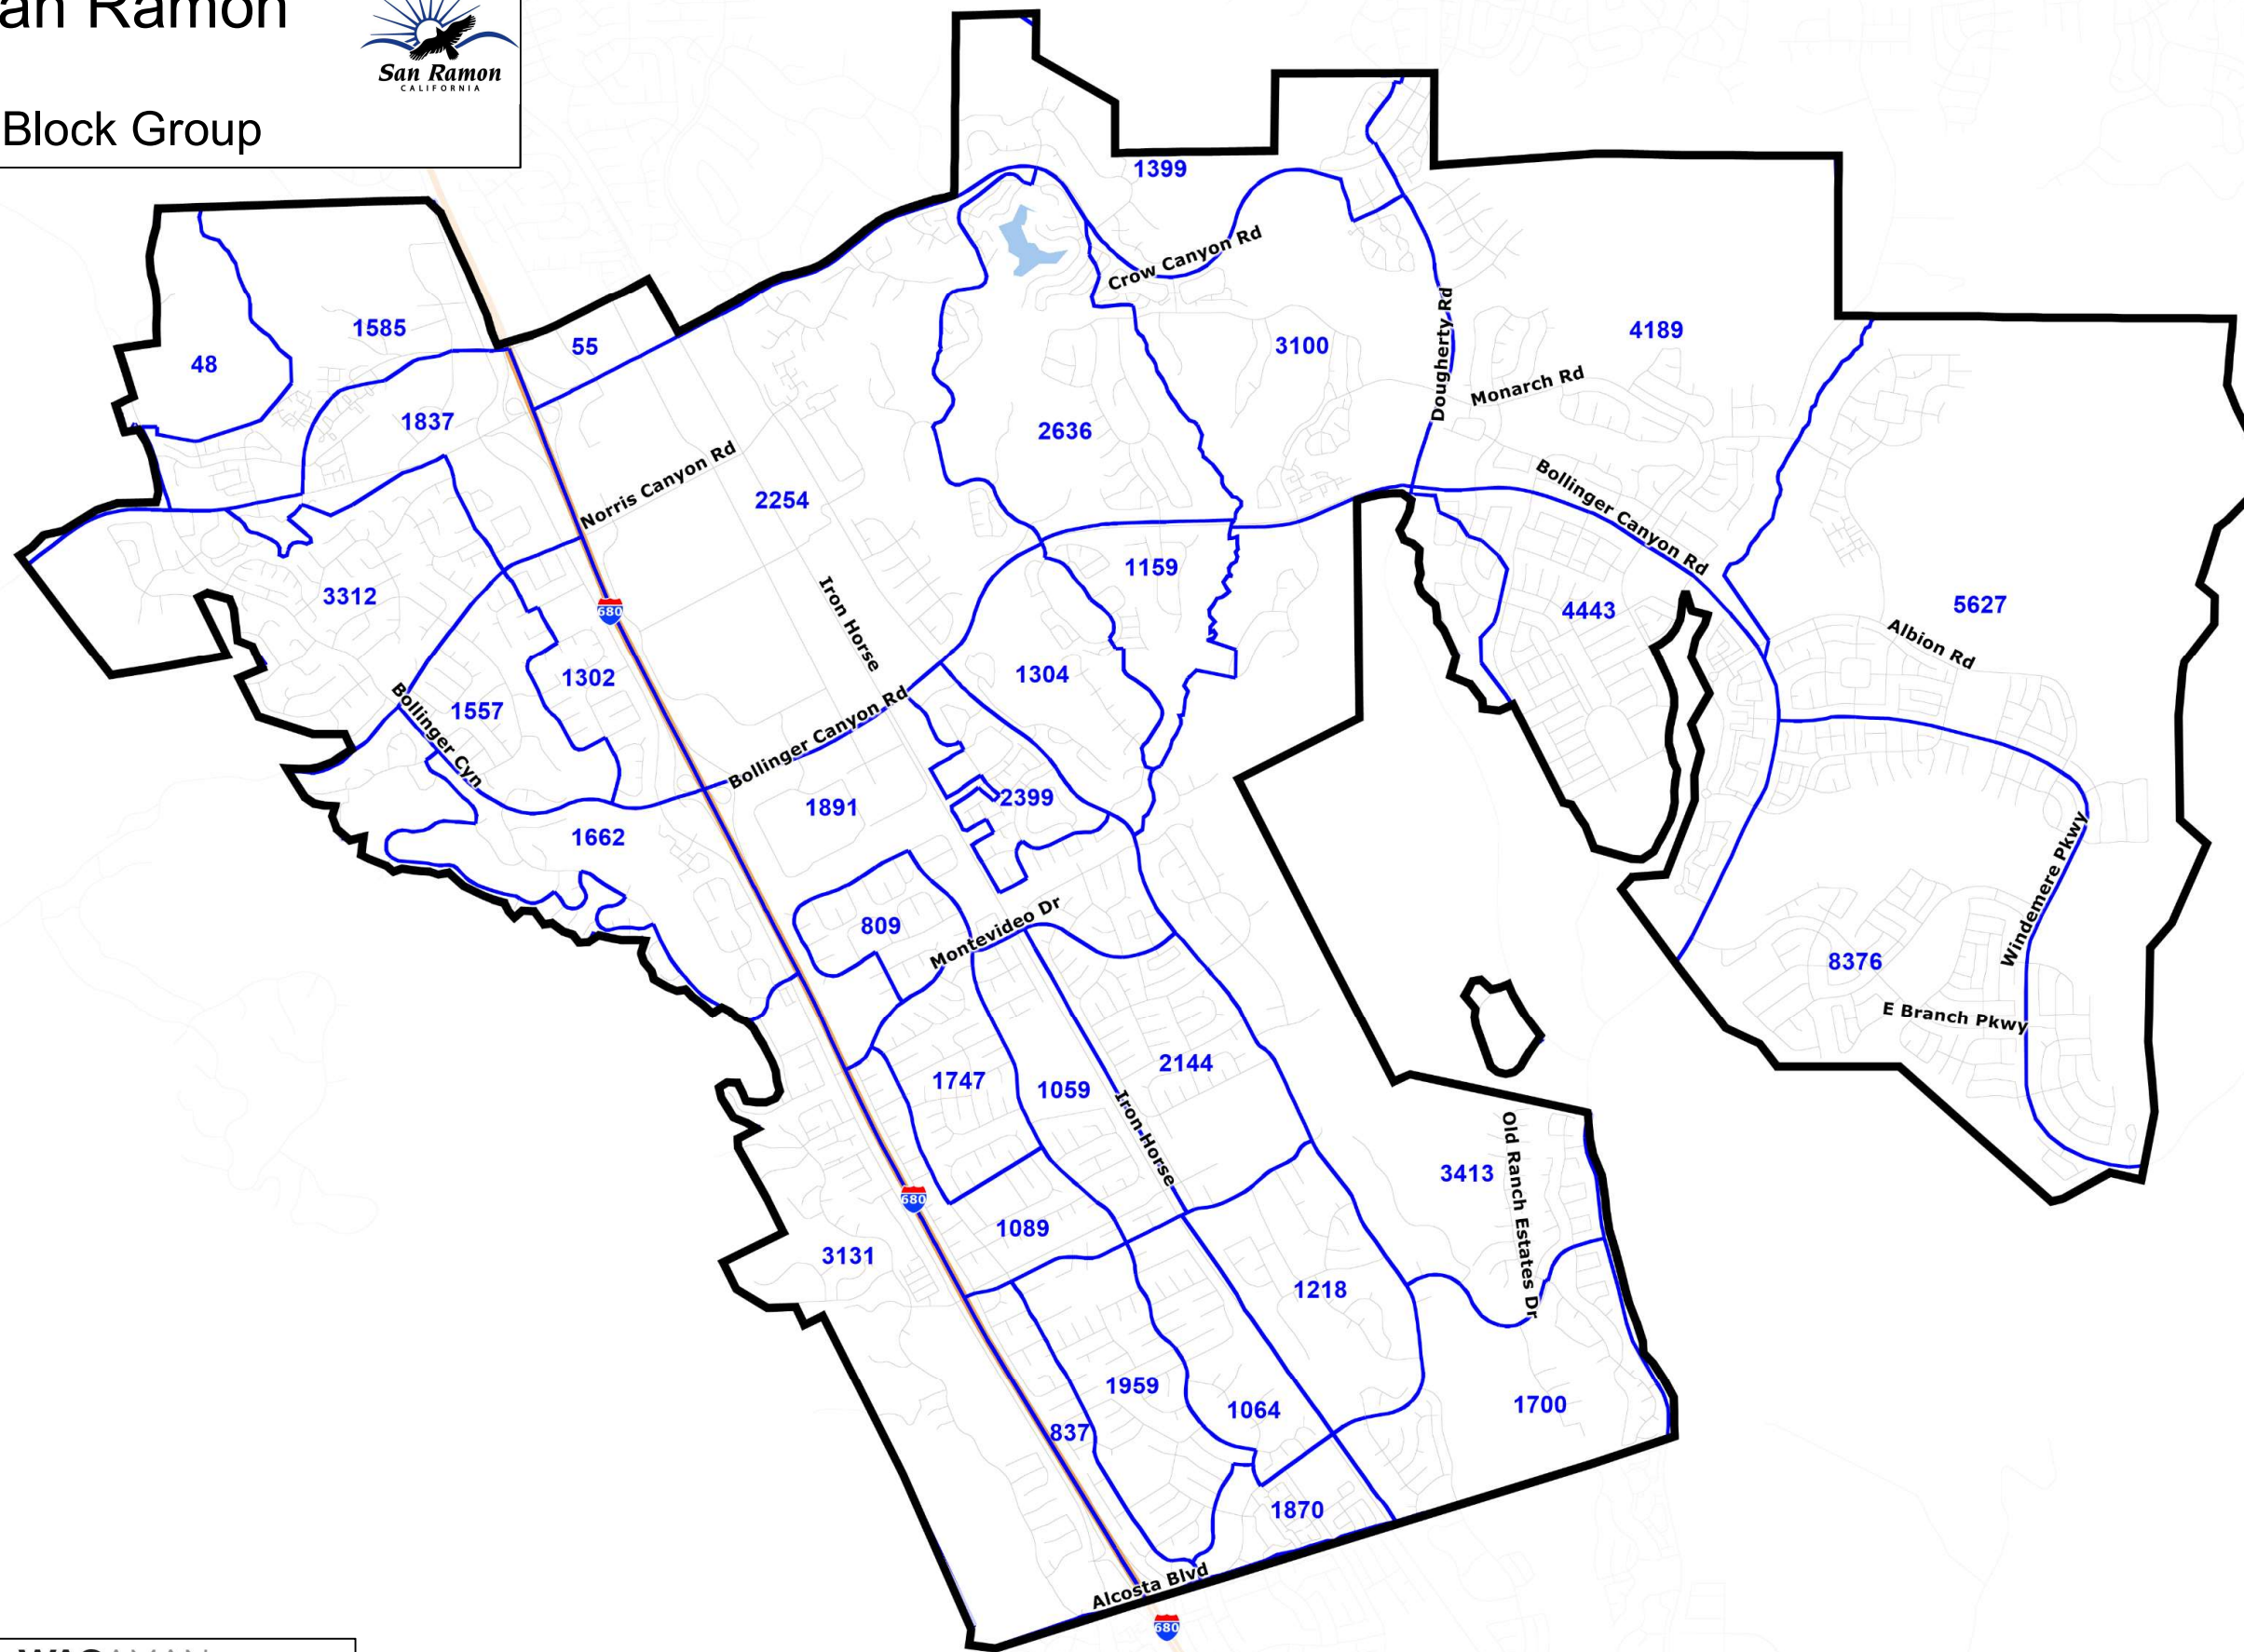 San Ramon
CALIFORNIA
Block Group
1399
Crow Canyon Rd
1585
55
48
3100
4189
Dougherty Rd
Monarch Rd
1837
2636
Norris Canyon Rd
2254
Bollinger Canyon Rd
680
1159
3312
4443
5627
Iron Horse
Albion Rd
1302
1304
1557
Bollinger Cyn
Bollinger Canyon Rd
2399
1891
1662
Windemere Pkwy
809
Montevideo Dr
8376
E Branch Pkwy
2144
1747
1059
Iron Horse
Old Ranch Estates Dr
3413
680
1089
3131
1218
1959
1064
1700
837
1870
Alcosta Blvd
680